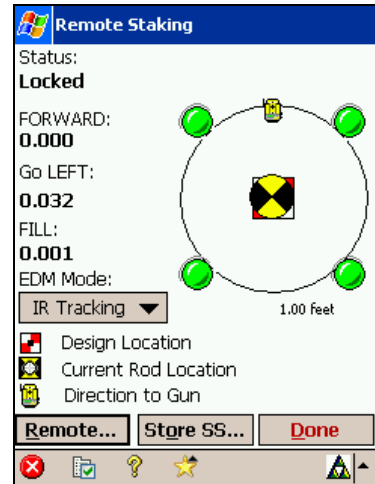 Remote Staking
Status:
Locked
FORWARD:
0.000
Go LEFT:
0.032
FILL:
0.001
EDM Mode:
IR Tracking
1.00 feet
Design Location
Current Rod Location
Direction to Gun
Remote... Store SS... Done